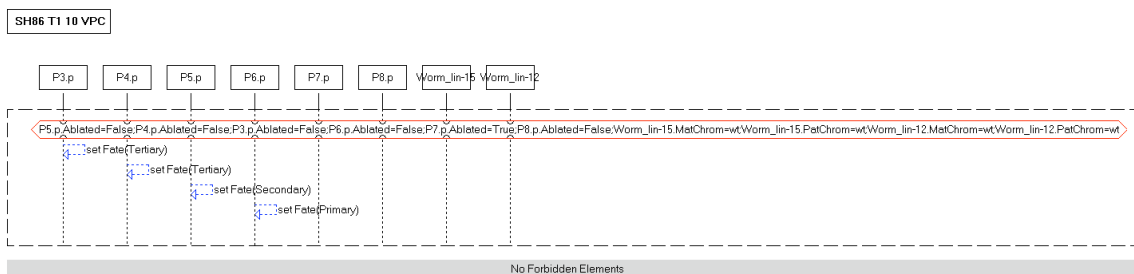 SH86 T1 10 VPC
P3.p P4.p P5.p P6.p P7.p P8.p Worm_lin-15 Worm_lin-12
P5.p.Ablated=False;P4.p.Ablated=False;P3.p.Ablated=False;P6.p.Ablated=False;P7.p.Ablated=True;P8.p.Ablated=False;Worm_lin-15.MatChrom=wt;Worm_lin-15.PatChrom=wt;Worm_lin-12.MatChrom=wt;Worm_lin-12.PatChrom=wt
set Fate(Tertiary)
set Fate(Tertiary)
set Fate(Secondary)
set Fate(Primary)
No Forbidden Elements